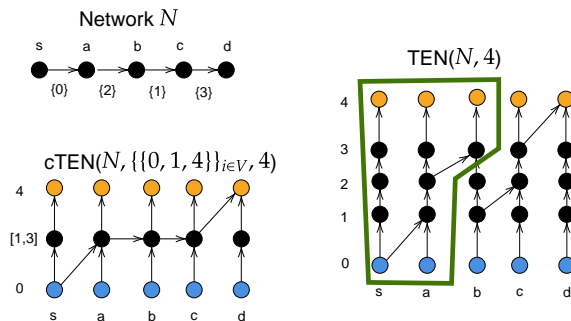 Network N
s a b c d
{0} {2} {1} {3}
cTEN(N, {{0, 1, 4}}i∈V, 4)
4
[1,3]
0
s a b c d
TEN(N, 4)
4
3
2
1
0
s a b c d